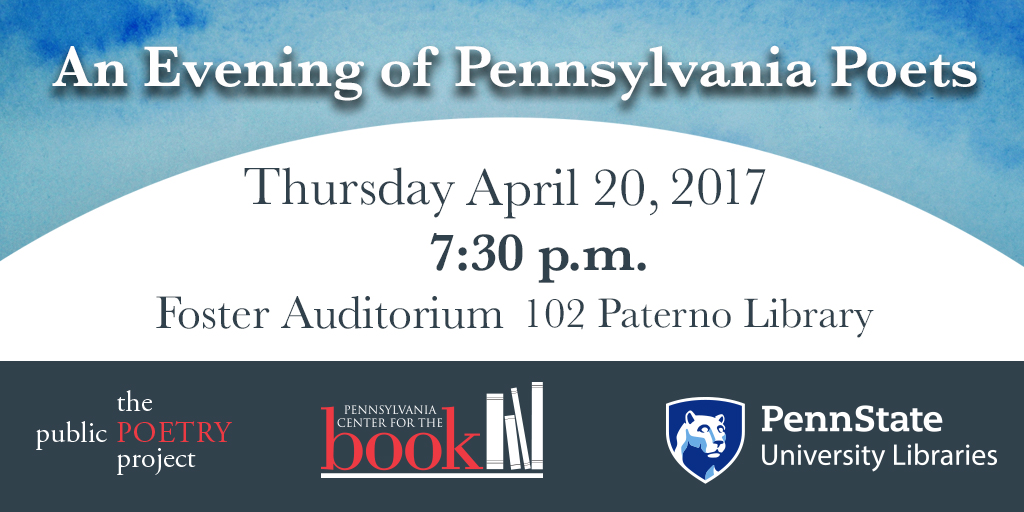 An Evening of Pennsylvania Poets
Thursday April 20, 2017
7:30 p.m.
Foster Auditorium 102 Paterno Library
the
public POETRY
project
PENNSYLVANIA
CENTER FOR THE
book
PennState
University Libraries